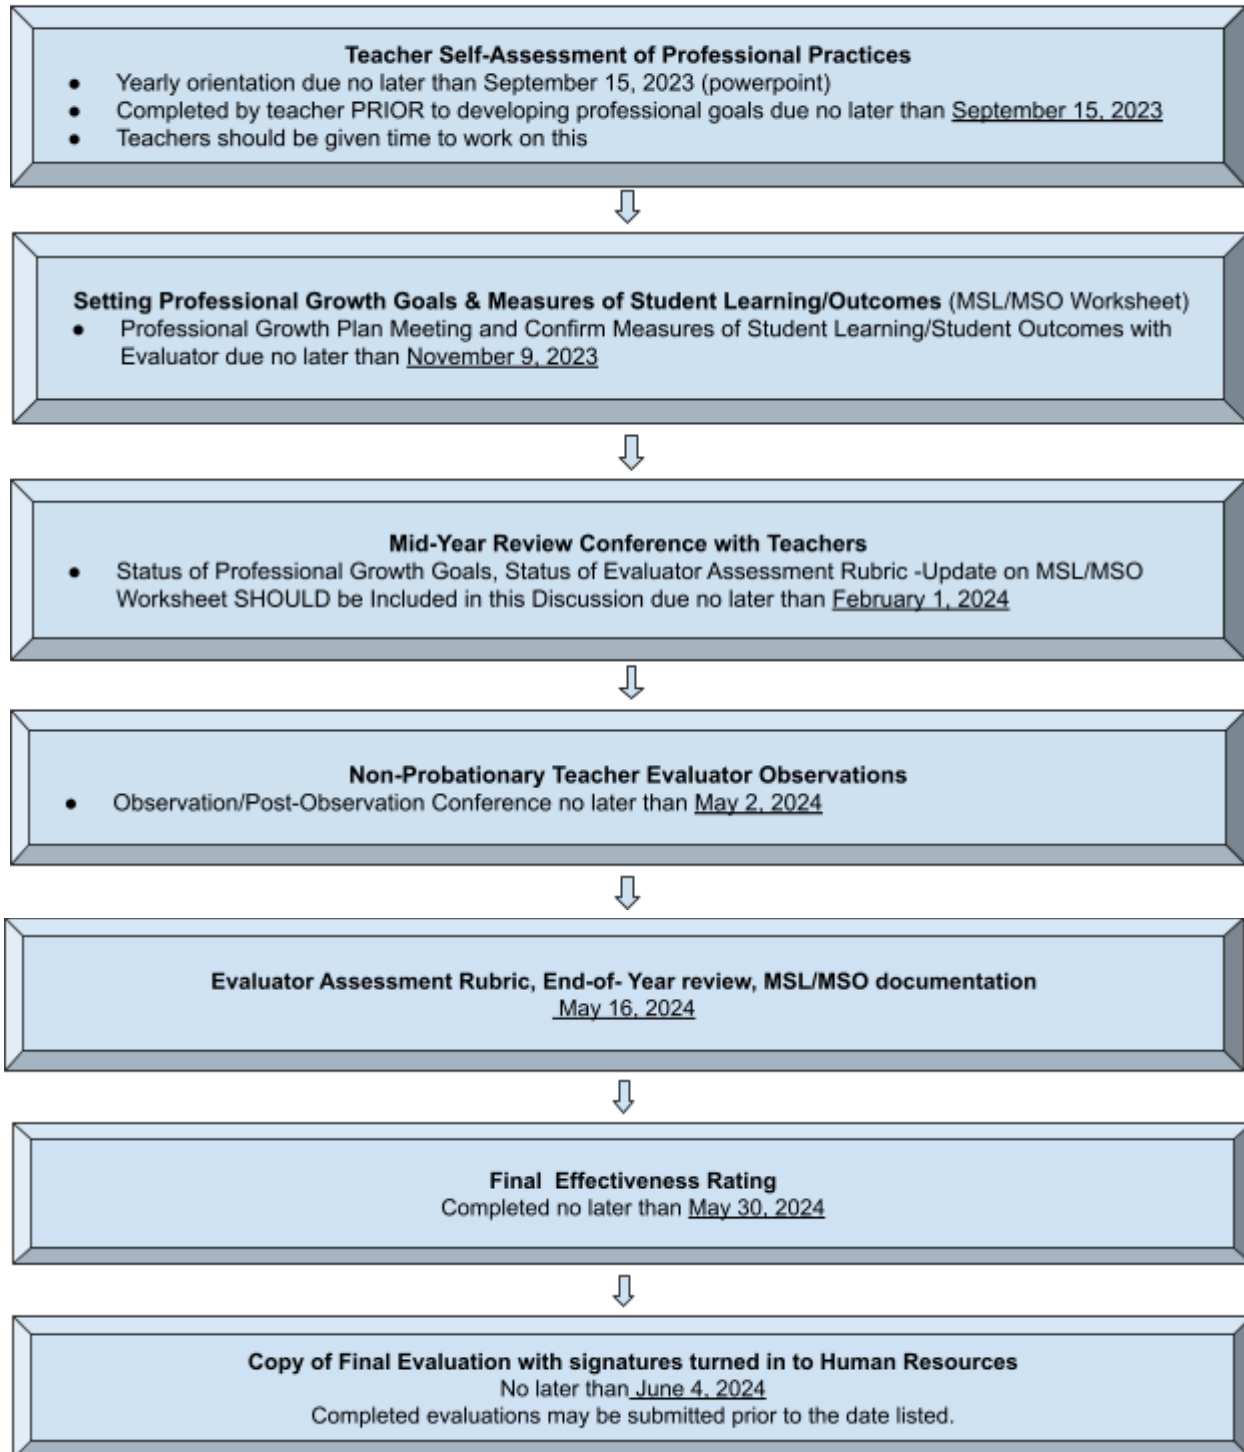 Teacher Self-Assessment of Professional Practices
● Yearly orientation due no later than September 15, 2023 (powerpoint)
● Completed by teacher PRIOR to developing professional goals due no later than September 15, 2023
● Teachers should be given time to work on this
Setting Professional Growth Goals & Measures of Student Learning/Outcomes (MSL/MSO Worksheet)
● Professional Growth Plan Meeting and Confirm Measures of Student Learning/Student Outcomes with
Evaluator due no later than November 9, 2023
Mid-Year Review Conference with Teachers
● Status of Professional Growth Goals, Status of Evaluator Assessment Rubric -Update on MSL/MSO
Worksheet SHOULD be Included in this Discussion due no later than February 1, 2024
Non-Probationary Teacher Evaluator Observations
● Observation/Post-Observation Conference no later than May 2, 2024
Evaluator Assessment Rubric, End-of- Year review, MSL/MSO documentation
May 16, 2024
Final Effectiveness Rating
Completed no later than May 30, 2024
Copy of Final Evaluation with signatures turned in to Human Resources
No later than June 4, 2024
Completed evaluations may be submitted prior to the date listed.